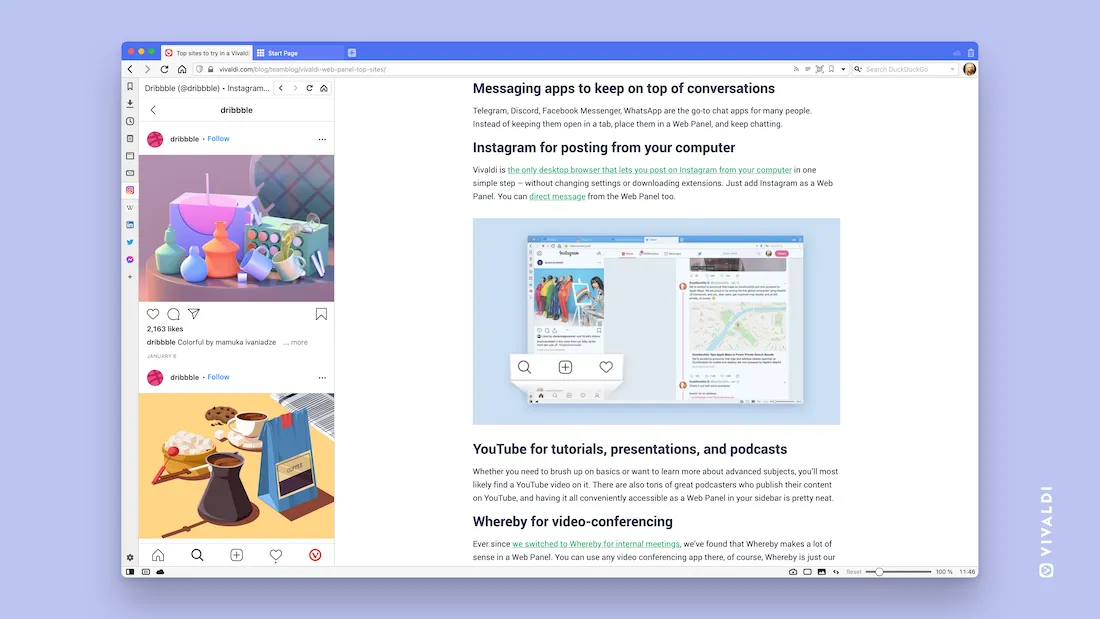 Top sites to try in a Vivaldi
Start Page
vivaldi.com/blog/teamblog/vivaldi-web-panel-top-sites/
Search DuckDuckGo
Dribbble (@dribbble) • Instagram...
dribbble
dribbble • Follow
2,163 likes
dribbble Colorful by mamuka ivaniadze ... more
JANUARY 6
dribbble • Follow
COFFEE
Messaging apps to keep on top of conversations
Telegram, Discord, Facebook Messenger, WhatsApp are the go-to chat apps for many people.
Instead of keeping them open in a tab, place them in a Web Panel, and keep chatting.
Instagram for posting from your computer
Vivaldi is the only desktop browser that lets you post on Instagram from your computer in one
simple step – without changing settings or downloading extensions. Just add Instagram as a Web
Panel. You can direct message from the Web Panel too.
Instagram
YouTube for tutorials, presentations, and podcasts
Whether you need to brush up on basics or want to learn more about advanced subjects, you'll most
likely find a YouTube video on it. There are also tons of great podcasters who publish their content
on YouTube, and having it all conveniently accessible as a Web Panel in your sidebar is pretty neat.
Whereby for video-conferencing
Ever since we switched to Whereby for internal meetings, we've found that Whereby makes a lot of
sense in a Web Panel. You can use any video conferencing app there, of course, Whereby is just our
Reset
100 %
11:46
VIVALDI